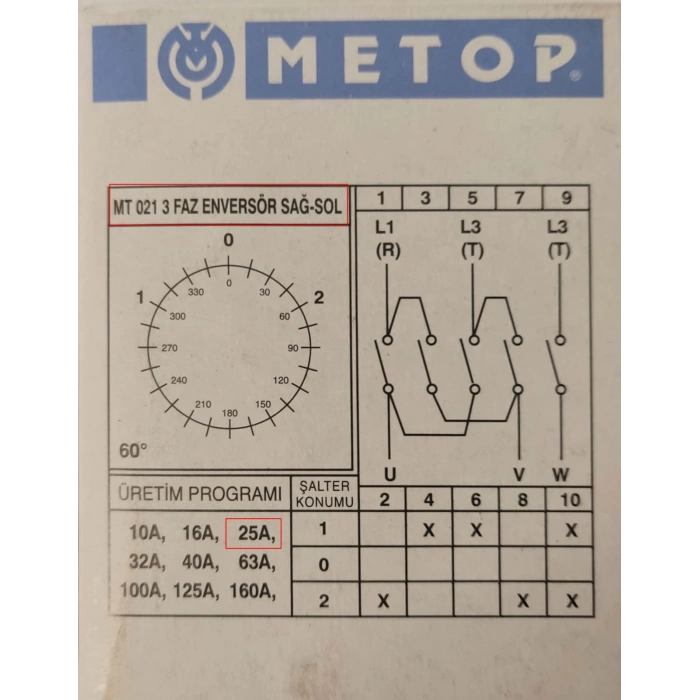 METOP®
MT 021 3 FAZ ENVERSÖR SAĞ-SOL
1 3 5 7 9
L1 L3 L3
(R) (T) (T)
0
1 2
0
330 30
300 60
270 90
240 120
210 150
180
60°
U V W
ÜRETİM PROGRAMI
10A, 16A, 25A,
32A, 40A, 63A,
100A, 125A, 160A,
ŞALTER
KONUMU
2 4 6 8 10
1 X X X
0
2 X X X